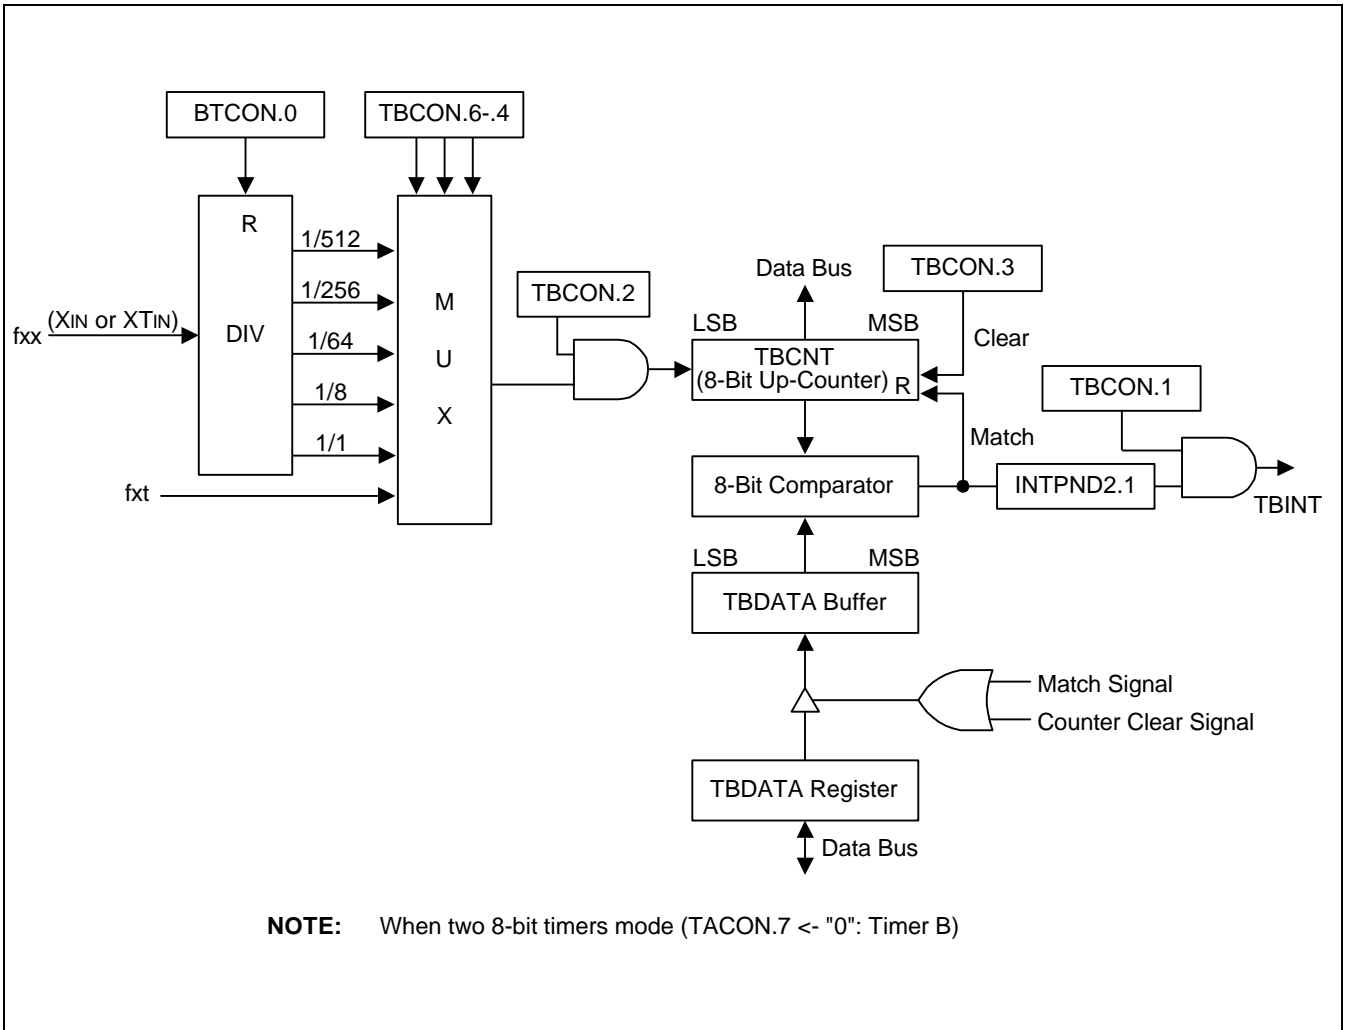 BTCON.0
TBCON.6-.4
R
1/512
1/256
1/64
1/8
1/1
DIV
fxx
(XIN or XTIN)
fxt
M
U
X
TBCON.2
Data Bus
TBCON.3
LSB
MSB
Clear
TBCNT
(8-Bit Up-Counter)
R
TBCON.1
Match
8-Bit Comparator
INTPND2.1
TBINT
LSB
MSB
TBDATA Buffer
Match Signal
Counter Clear Signal
TBDATA Register
Data Bus
NOTE: When two 8-bit timers mode (TACON.7 <- "0": Timer B)